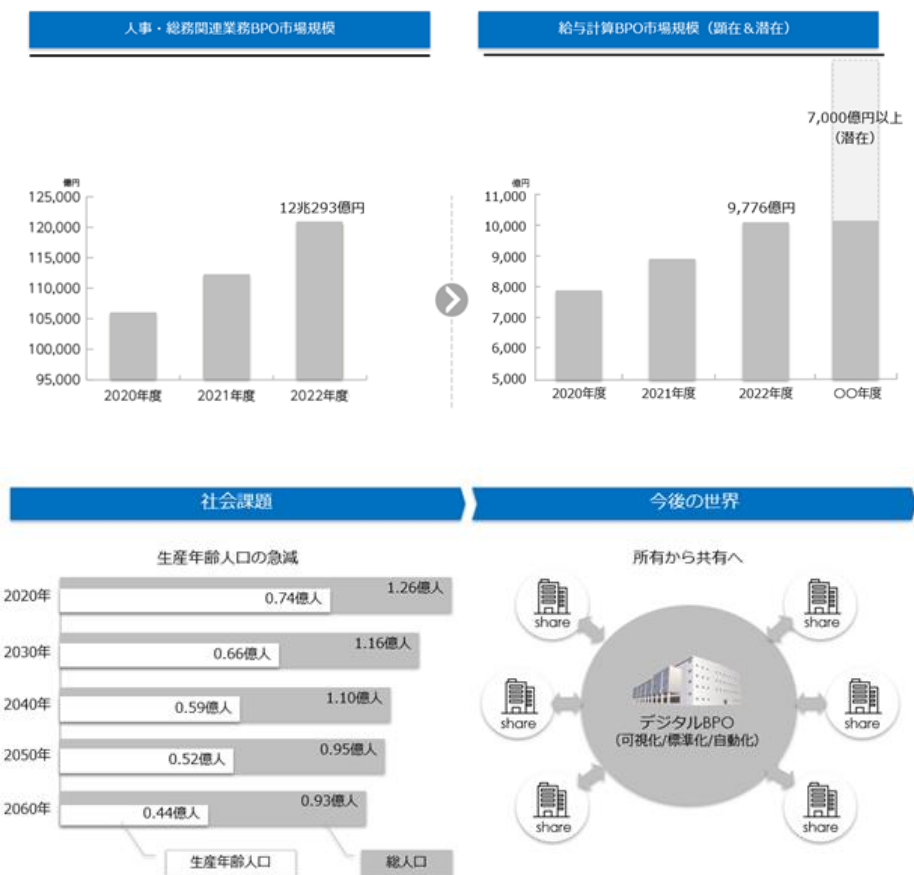 人事・総務関連業務BPO市場規模
億円
125,000
120,000
115,000
110,000
105,000
100,000
95,000
12兆293億円
2020年度 2021年度 2022年度
給与計算BPO市場規模（顕在＆潜在）
7,000億円以上
（潜在）
億円
11,000
10,000
9,000
8,000
7,000
6,000
5,000
9,776億円
2020年度 2021年度 2022年度 〇〇年度
社会課題
生産年齢人口の急減
2020年 0.74億人 1.26億人
2030年 0.66億人 1.16億人
2040年 0.59億人 1.10億人
2050年 0.52億人 0.95億人
2060年 0.44億人 0.93億人
生産年齢人口 総人口
今後の世界
所有から共有へ
share
share
share
share
share
share
デジタルBPO
（可視化/標準化/自動化）